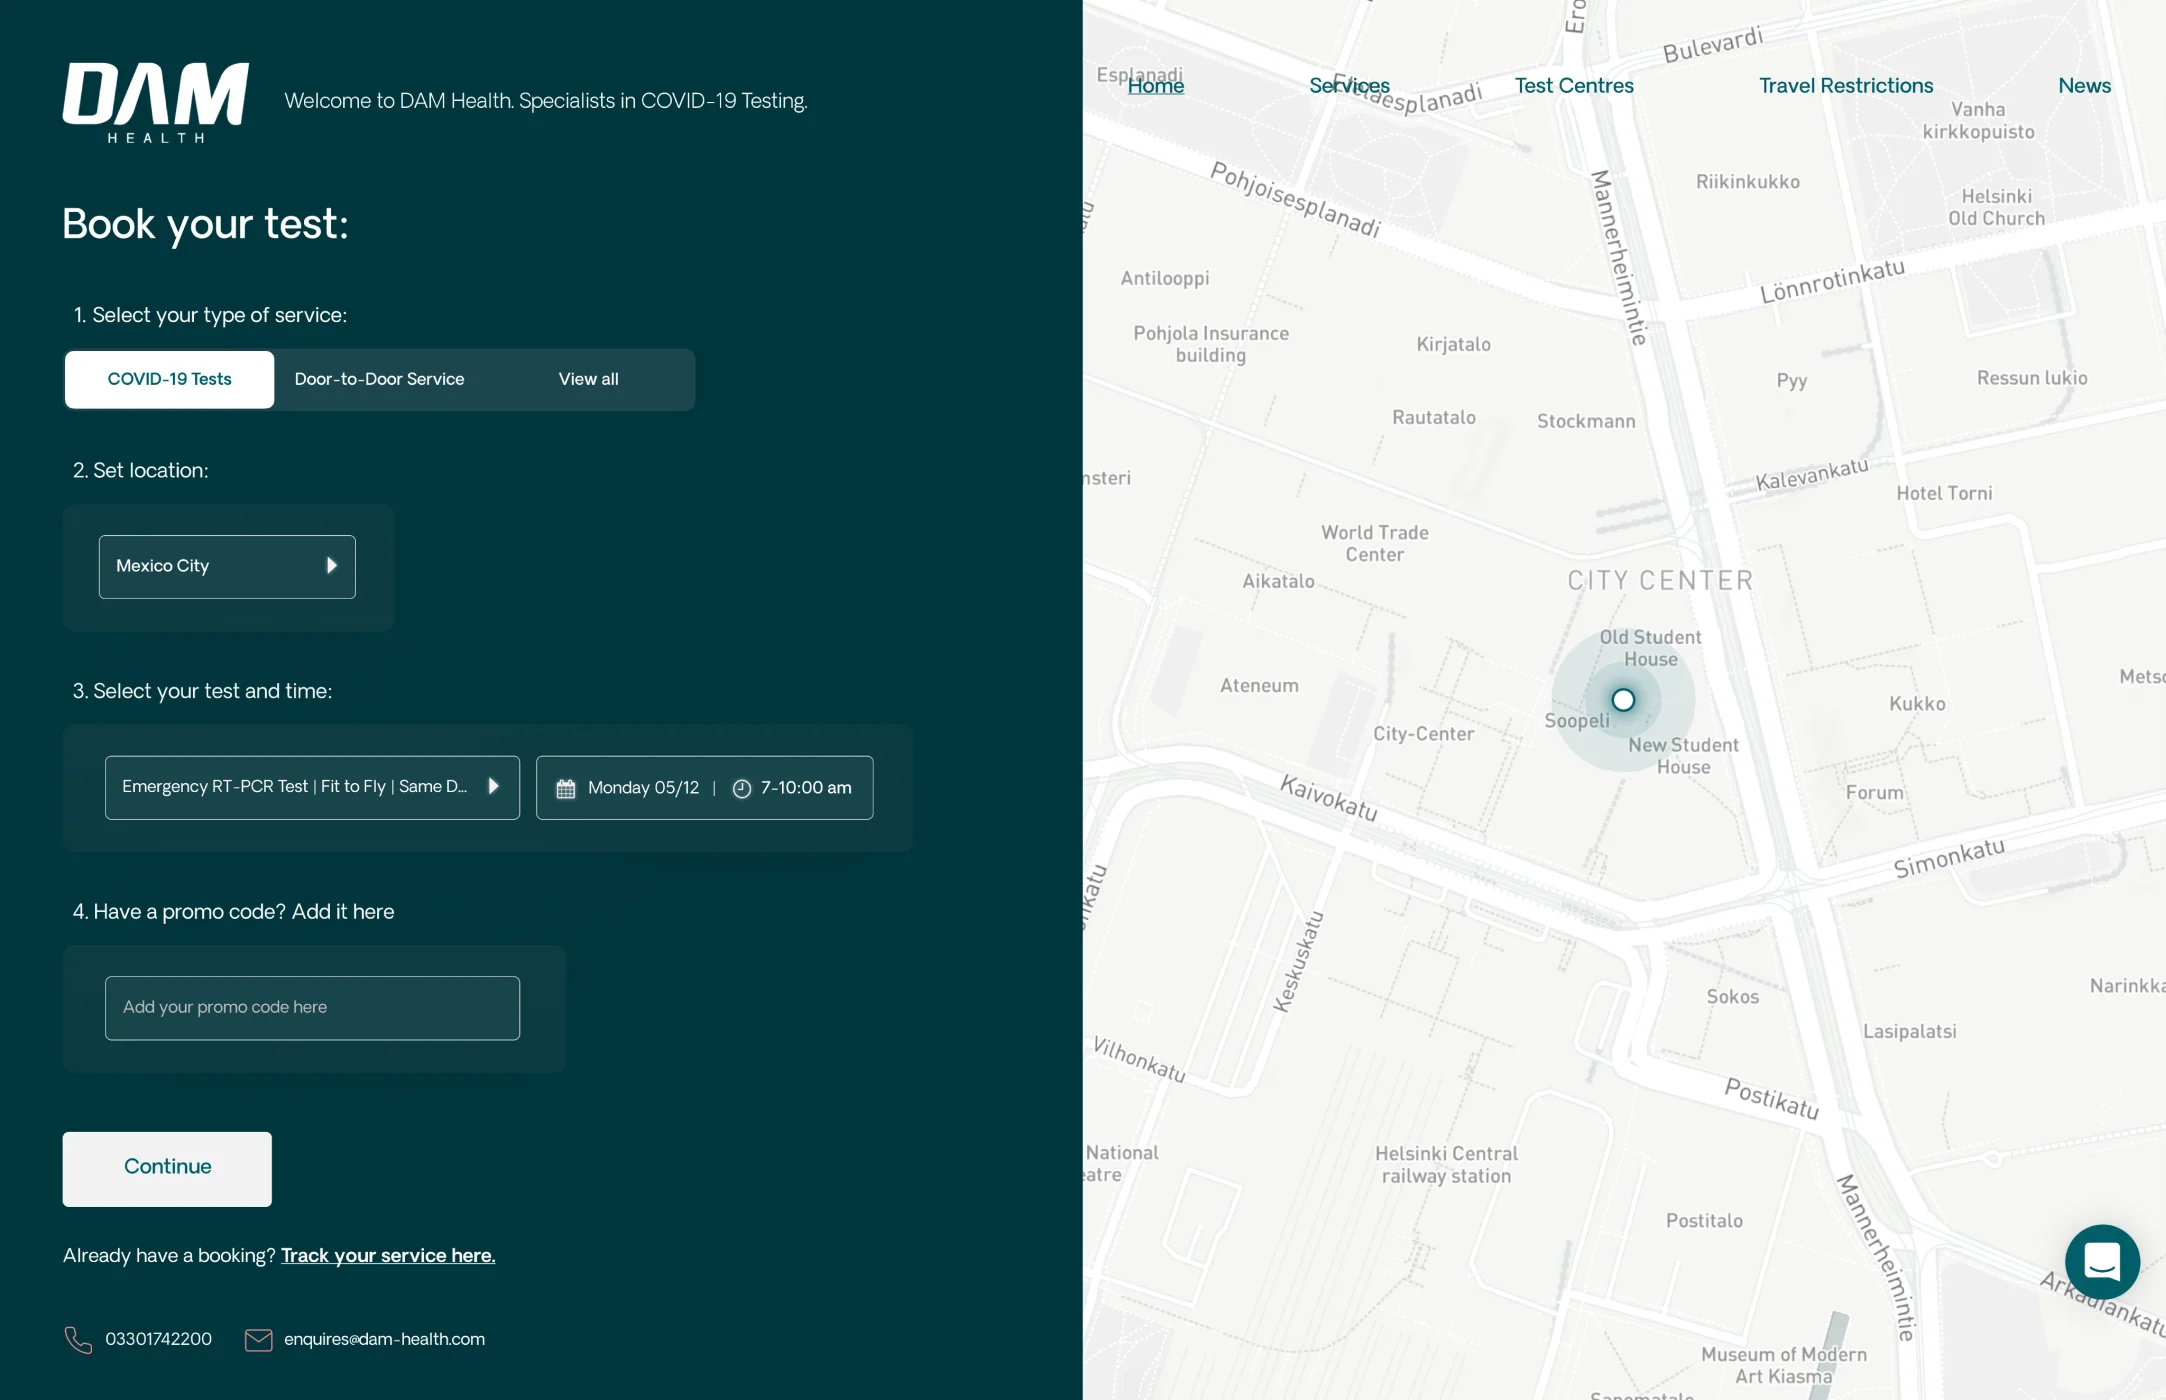 DAM
HEALTH
Welcome to DAM Health. Specialists in COVID-19 Testing.
Book your test:
1. Select your type of service:
COVID-19 Tests
Door-to-Door Service
View all
2. Set location:
Mexico City
3. Select your test and time:
Emergency RT-PCR Test | Fit to Fly | Same D...
Monday 05/12 | 7-10:00 am
4. Have a promo code? Add it here
Add your promo code here
Continue
Already have a booking? Track your service here.
03301742200
enquires@dam-health.com
Home
Services
Test Centres
Travel Restrictions
News
Esplanadi
Etelaesplanadi
Ero
Bulevardi
Vanha
kirkkopuisto
Pohjoisesplanadi
Mannerheimintie
Riikinkukko
Helsinki
Old Church
Antilooppi
Lönnrotinkatu
Pohjola Insurance
building
Kirjatalo
Pyy
Ressun lukio
Rautatalo
Stockmann
nsteri
Kalevankatu
Hotel Torni
World Trade
Center
Aikatalo
CITY CENTER
Old Student
House
Ateneum
Metso
Soopeli
Kukko
City-Center
New Student
House
Kaivokatu
Forum
Simonkatu
Keskuskatu
Sokos
Narinkka
Lasipalatsi
Vilhonkatu
Postikatu
National
eatre
Helsinki Central
railway station
Postitalo
Mannerheimintie
Arkadiankatu
Museum of Modern
Art Kiasma